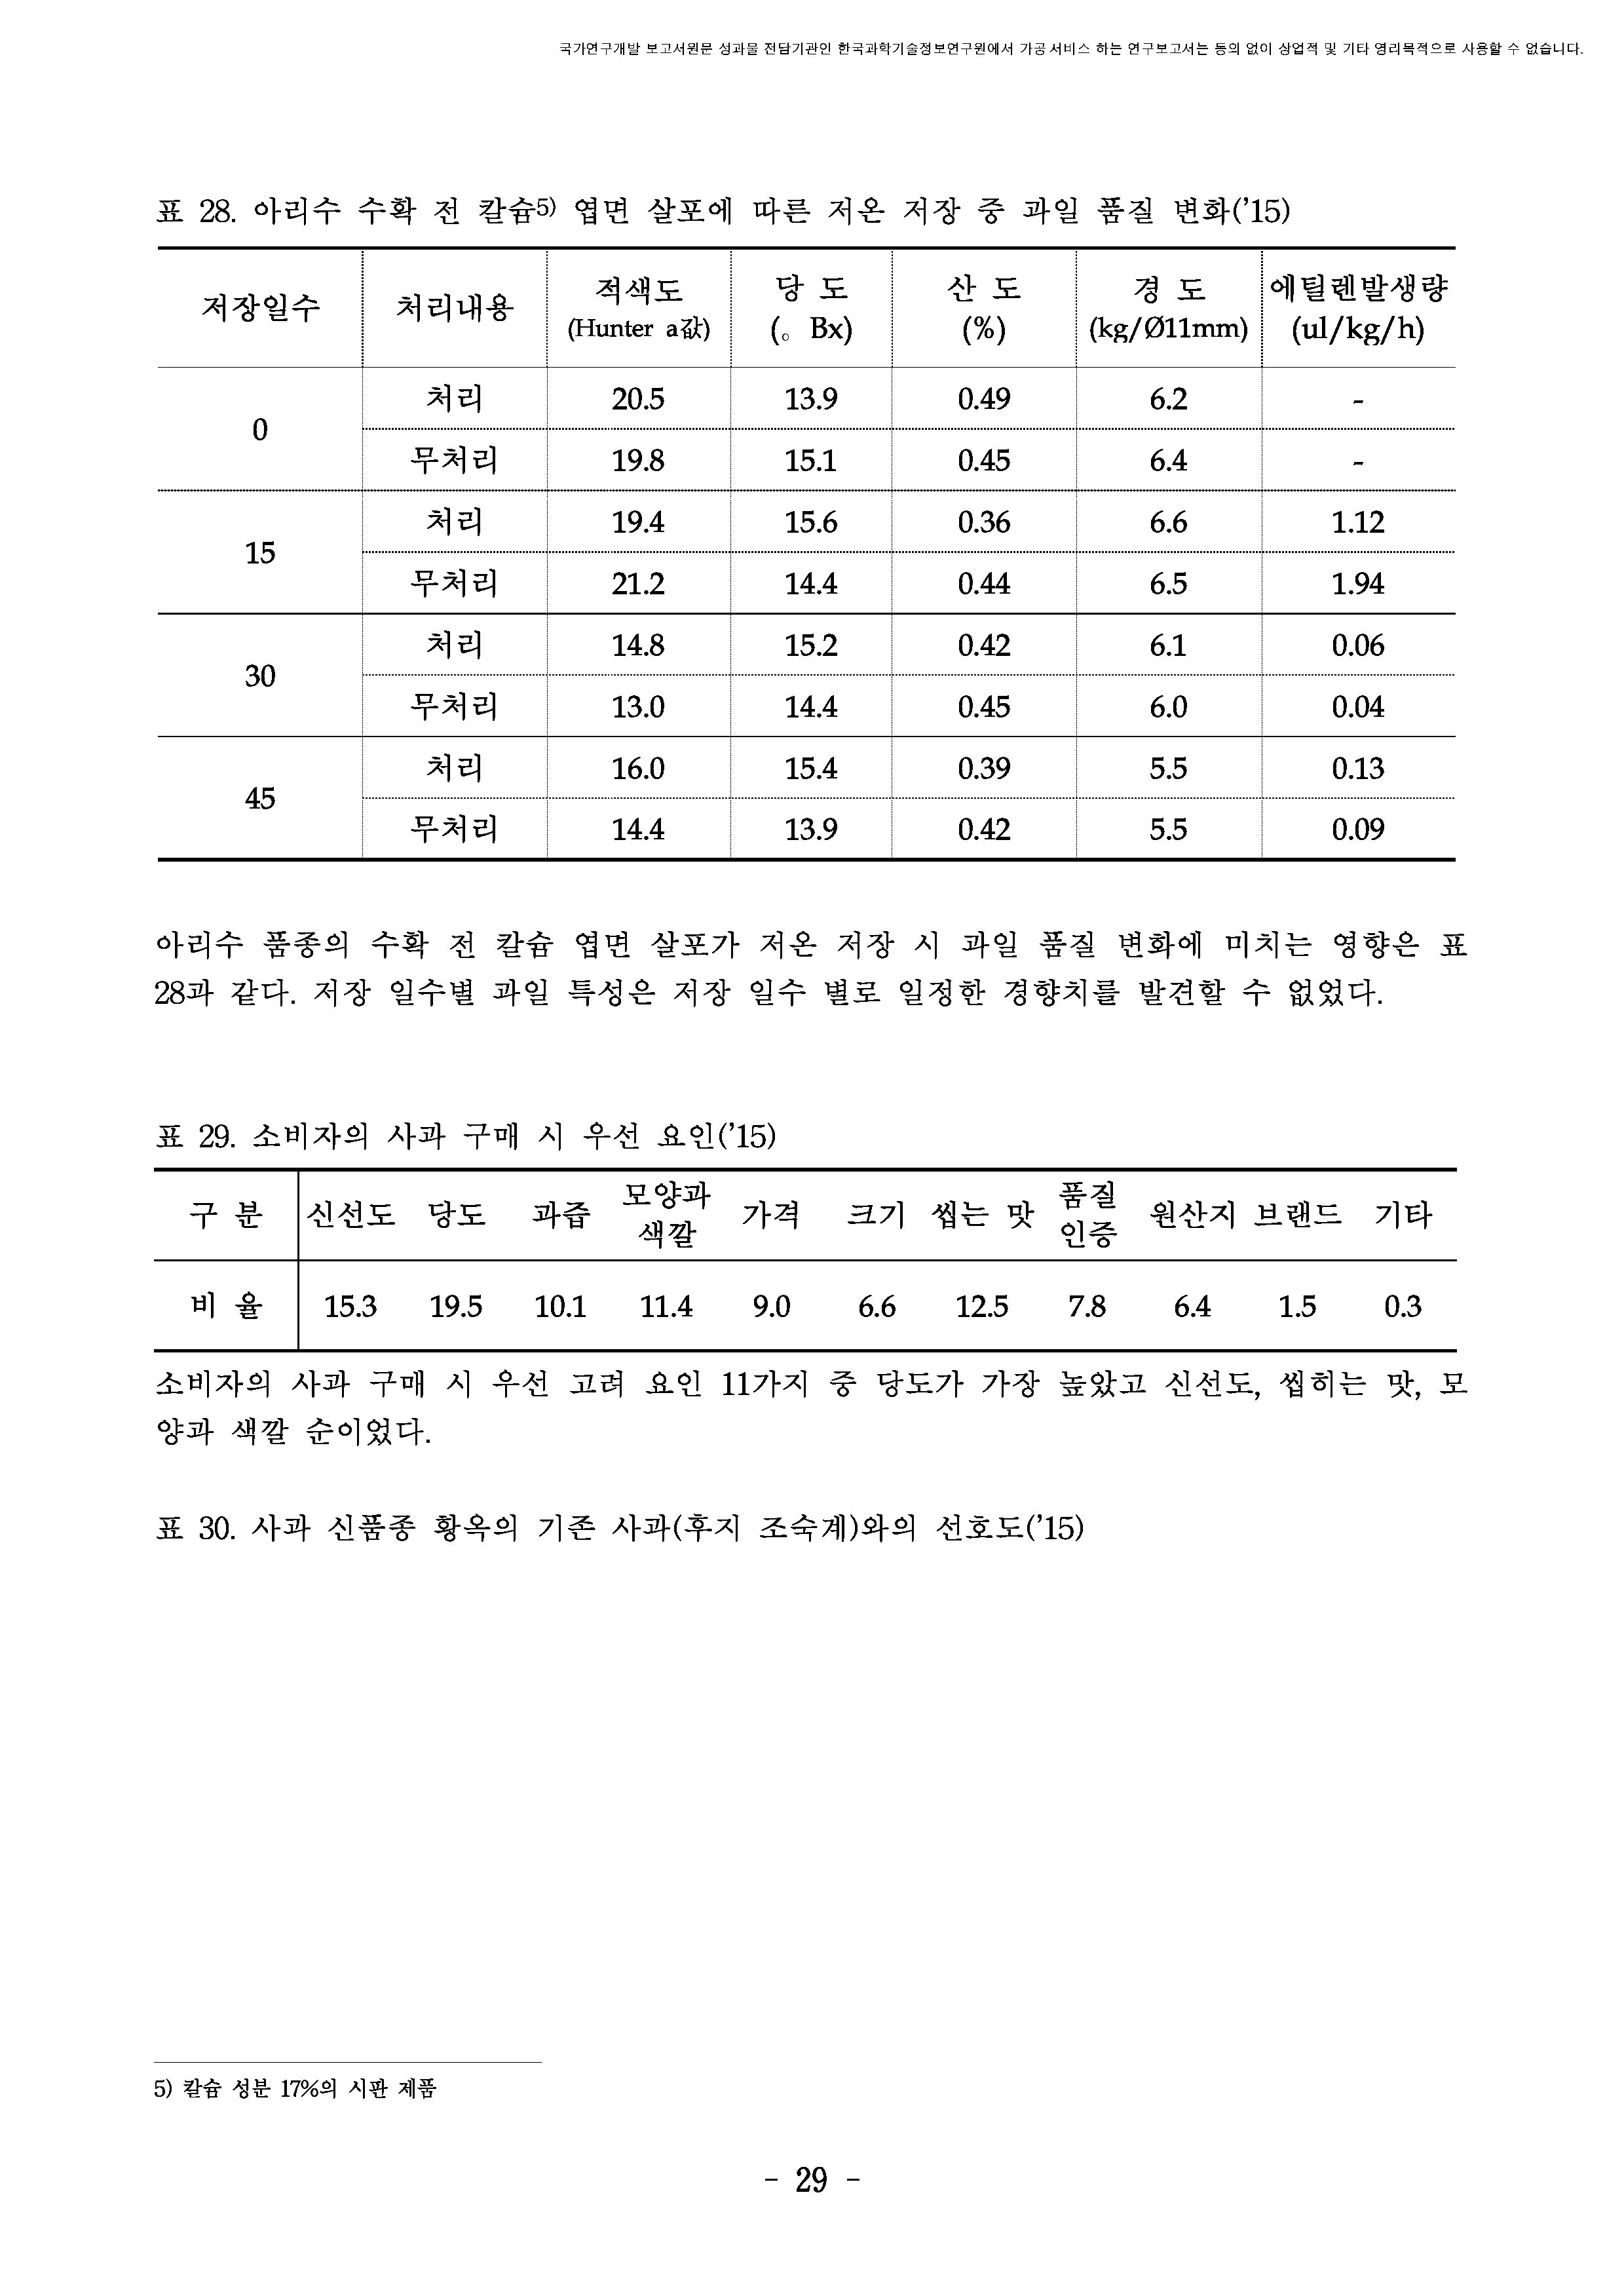 국가연구개발 보고서원문 성과물 전담기관인 한국과학기술정보연구원에서 가공·서비스 하는 연구보고서는 동의 없이 상업적 및 기타 영리목적으로 사용할 수 없습니다.
표 28. 아리수 수확 전 칼슘5) 엽면 살포에 따른 저온 저장 중 과일 품질 변화(’15)
저장일수 처리내용 적색도 (Hunter a값) 당 도 (。Bx) 산 도 (%) 경 도 (kg/Ø11mm) 에틸렌발생량 (ul/kg/h)
0 처리 20.5 13.9 0.49 6.2 -
무처리 19.8 15.1 0.45 6.4 -
15 처리 19.4 15.6 0.36 6.6 1.12
무처리 21.2 14.4 0.44 6.5 1.94
30 처리 14.8 15.2 0.42 6.1 0.06
무처리 13.0 14.4 0.45 6.0 0.04
45 처리 16.0 15.4 0.39 5.5 0.13
무처리 14.4 13.9 0.42 5.5 0.09
아리수 품종의 수확 전 칼슘 엽면 살포가 저온 저장 시 과일 품질 변화에 미치는 영향은 표
28과 같다. 저장 일수별 과일 특성은 저장 일수 별로 일정한 경향치를 발견할 수 없었다.
표 29. 소비자의 사과 구매 시 우선 요인(’15)
구 분 신선도 당도 과즙 모양과 색깔 가격 크기 씹는 맛 품질 인증 원산지 브랜드 기타
비 율 15.3 19.5 10.1 11.4 9.0 6.6 12.5 7.8 6.4 1.5 0.3
소비자의 사과 구매 시 우선 고려 요인 11가지 중 당도가 가장 높았고 신선도, 씹히는 맛, 모
양과 색깔 순이었다.
표 30. 사과 신품종 황옥의 기존 사과(후지 조숙계)와의 선호도(’15)
5) 칼슘 성분 17%의 시판 제품
- 29 -